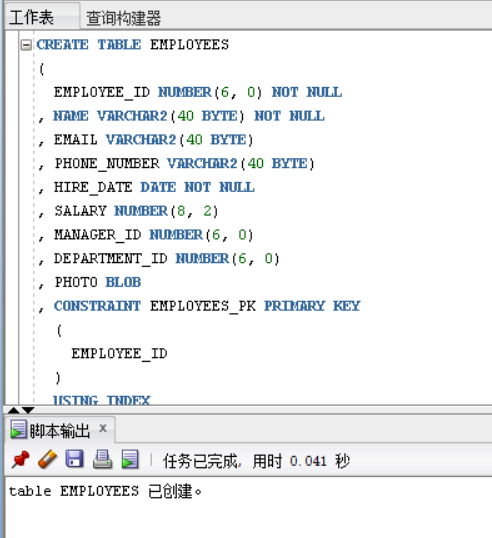 工作表 查询构建器
CREATE TABLE EMPLOYEES
(
EMPLOYEE_ID NUMBER(6, 0) NOT NULL
, NAME VARCHAR2(40 BYTE) NOT NULL
, EMAIL VARCHAR2(40 BYTE)
, PHONE_NUMBER VARCHAR2(40 BYTE)
, HIRE_DATE DATE NOT NULL
, SALARY NUMBER(8, 2)
, MANAGER_ID NUMBER(6, 0)
, DEPARTMENT_ID NUMBER(6, 0)
, PHOTO BLOB
, CONSTRAINT EMPLOYEES_PK PRIMARY KEY
(
EMPLOYEE_ID
)
USING INDEX
脚本输出 x
任务已完成, 用时 0.041 秒
table EMPLOYEES 已创建。